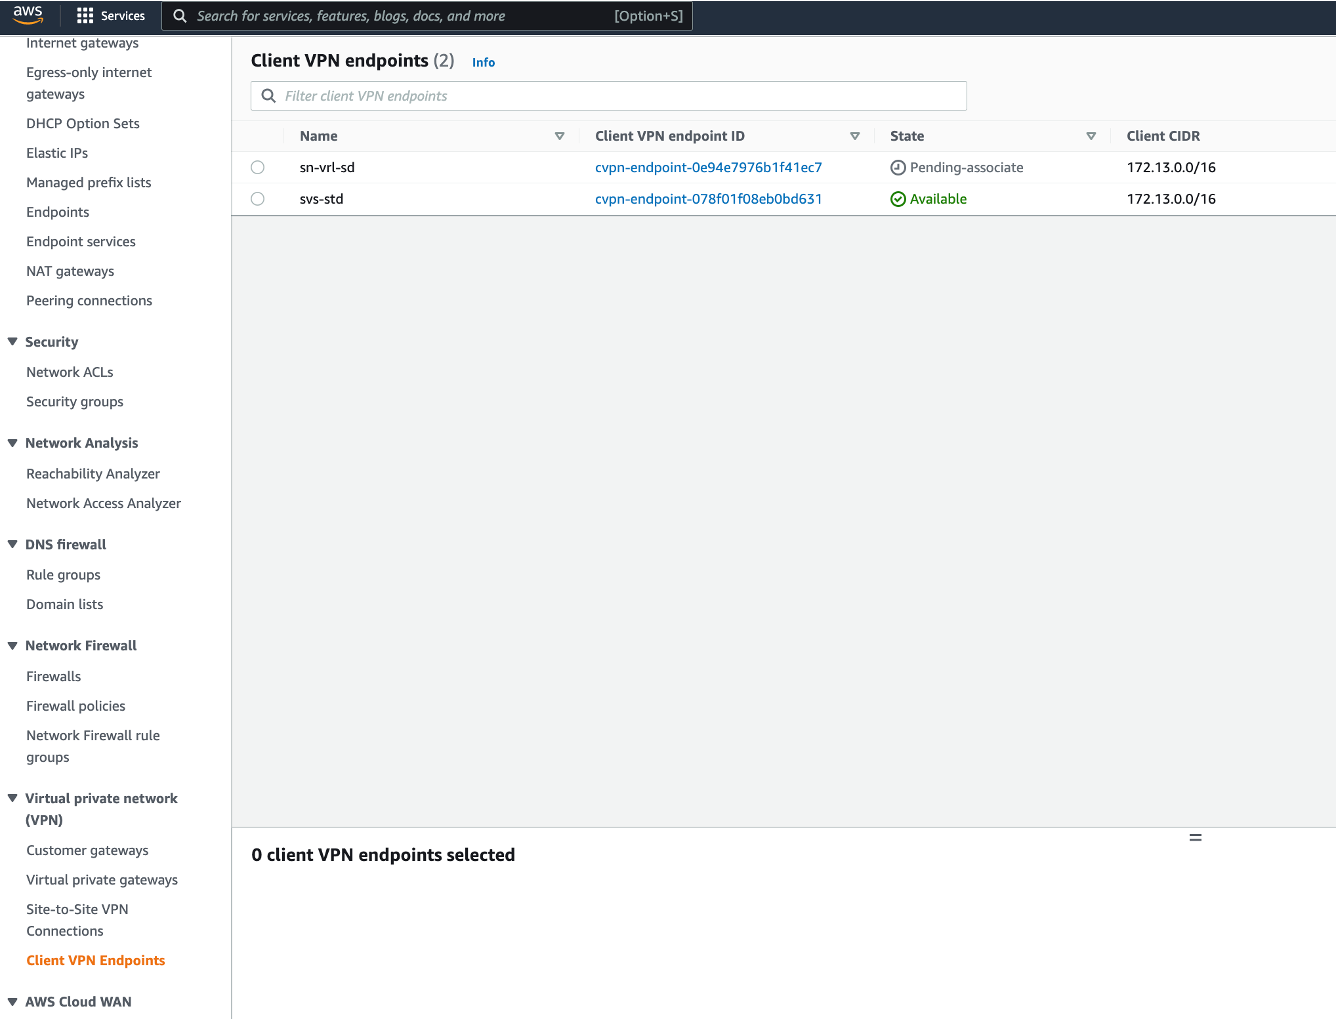 aws
Services
Search for services, features, blogs, docs, and more
[Option+S]
Internet gateways
Egress-only internet
gateways
DHCP Option Sets
Elastic IPs
Managed prefix lists
Endpoints
Endpoint services
NAT gateways
Peering connections
Security
Network ACLs
Security groups
Network Analysis
Reachability Analyzer
Network Access Analyzer
DNS firewall
Rule groups
Domain lists
Network Firewall
Firewalls
Firewall policies
Network Firewall rule
groups
Virtual private network
(VPN)
Customer gateways
Virtual private gateways
Site-to-Site VPN
Connections
Client VPN Endpoints
AWS Cloud WAN
Client VPN endpoints (2) Info
Filter client VPN endpoints
Name Client VPN endpoint ID State Client CIDR
sn-vrl-sd cvpn-endpoint-0e94e7976b1f41ec7 Pending-associate 172.13.0.0/16
svs-std cvpn-endpoint-078f01f08eb0bd631 Available 172.13.0.0/16
0 client VPN endpoints selected